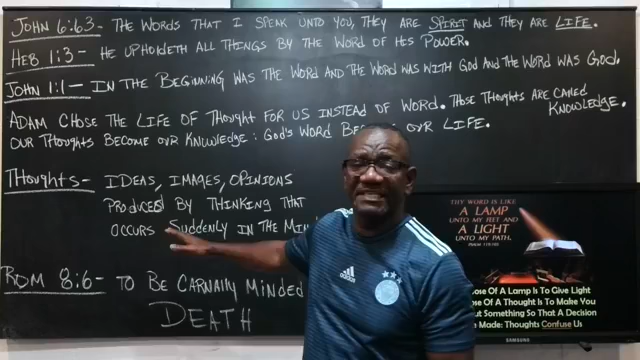 JOHN 6:63- THE WORDS THAT I SPEAK UNTO YOU, THEY ARE SPIRIT AND THEY ARE LIFE.
HEB 1:3- HE UPHOLDETH ALL THINGS BY THE WORD OF HIS POWER.
JOHN 1:1- IN THE BEGINNING WAS THE WORD AND THE WORD WAS WITH GOD AND THE WORD WAS GOD.
ADAM CHOSE THE LIFE OF THOUGHT FOR US INSTEAD OF WORD. THOSE THOUGHTS ARE CALLED KNOWLEDGE.
OUR THOUGHTS BECOME OUR KNOWLEDGE: GOD'S WORD OUR LIFE.
THOUGHTS- IDEAS, IMAGES, OPINIONS
PRODUCES BY THINKING THAT
OCCURS SUDDENLY IN THE
ROM 8:6- TO BE CARNALLY MINDED
DEATH
adidas
THY WORD IS LIKE
A LAMP
UNTO MY FEET AND
A LIGHT
UNTO MY PATH.
PSALM 119:105
Of A Lamp Is To Give Light
Of A Thought Is To Make You
Something So That A Decision
Made: Thoughts Confuse Us
SAMSUNG